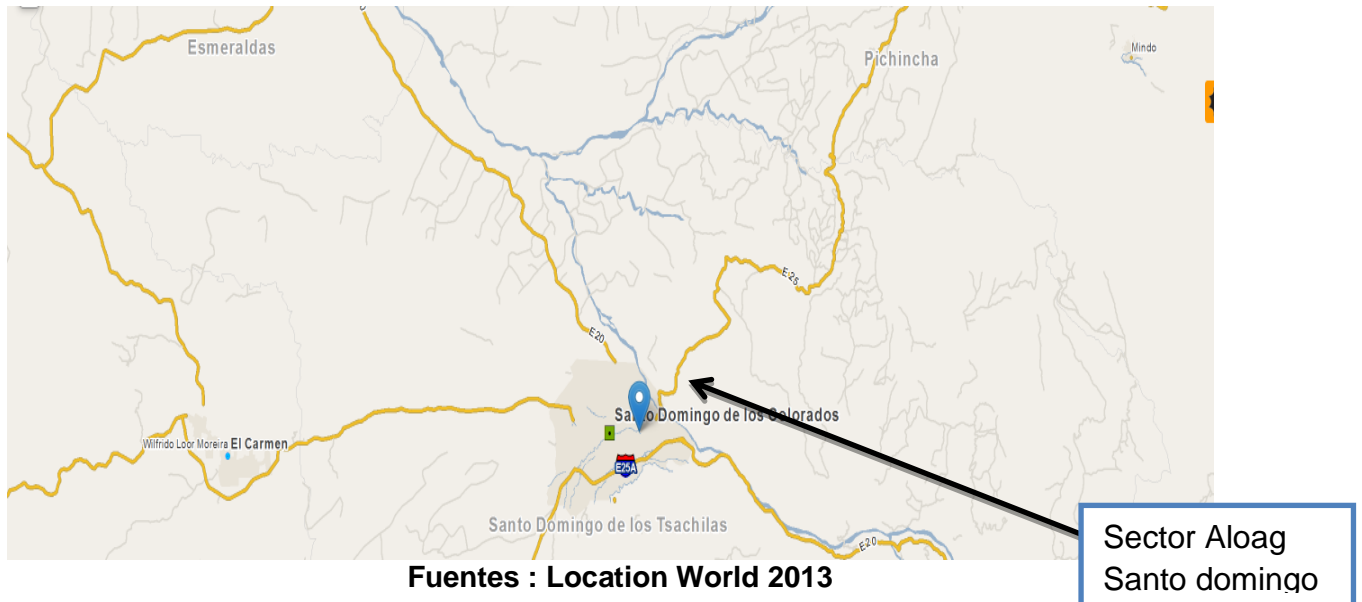 Esmeraldas
Pichincha
Mindo
E25
E20
Santo Domingo de los Colorados
Wilfrido Loor Moreira El Carmen
E25A
Santo Domingo de los Tsachilas
E20
Sector Aloag
Santo domingo
Fuentes : Location World 2013